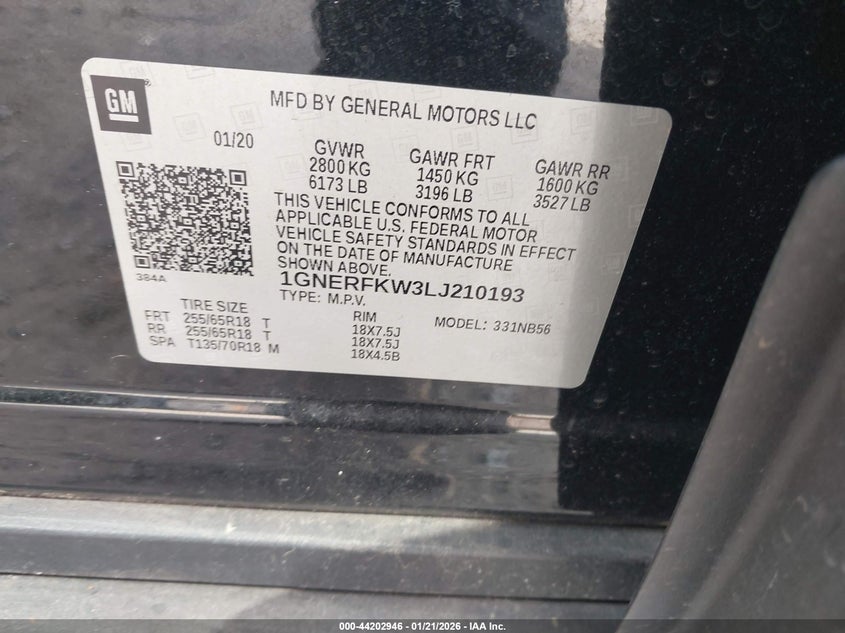 GM
MFD BY GENERAL MOTORS LLC
01/20
GVWR GAWR FRT GAWR RR
2800 KG 1450 KG 1600 KG
6173 LB 3196 LB 3527 LB
THIS VEHICLE CONFORMS TO ALL
APPLICABLE U.S. FEDERAL MOTOR
VEHICLE SAFETY STANDARDS IN EFFECT
ON THE DATE OF MANUFACTURE
SHOWN ABOVE.
384A
1GNERFKW3LJ210193
TYPE: M.P.V.
TIRE SIZE RIM MODEL: 331NB56
FRT 255/65R18 T 18X7.5J
RR 255/65R18 T 18X7.5J
SPA T135/70R18 M 18X4.5B
000-44202946 - 01/21/2026 - IAA Inc.